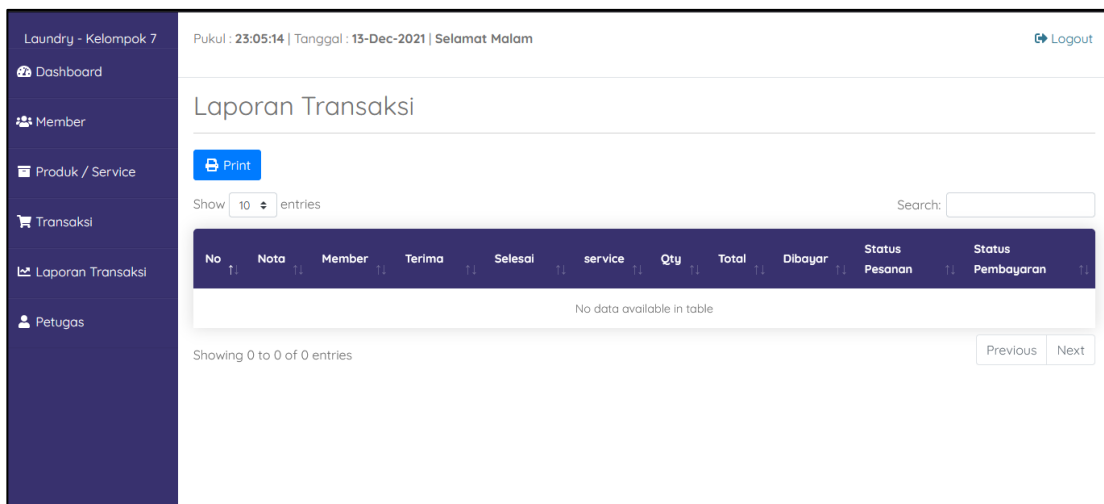 Laundry - Kelompok 7
Dashboard
Member
Produk / Service
Transaksi
Laporan Transaksi
Petugas
Pukul : 23:05:14 | Tanggal : 13-Dec-2021 | Selamat Malam
Logout
Laporan Transaksi
Print
Show 10 entries
Search:
No Nota Member Terima Selesai service Qty Total Dibayar Status Pesanan Status Pembayaran
No data available in table
Showing 0 to 0 of 0 entries
Previous Next